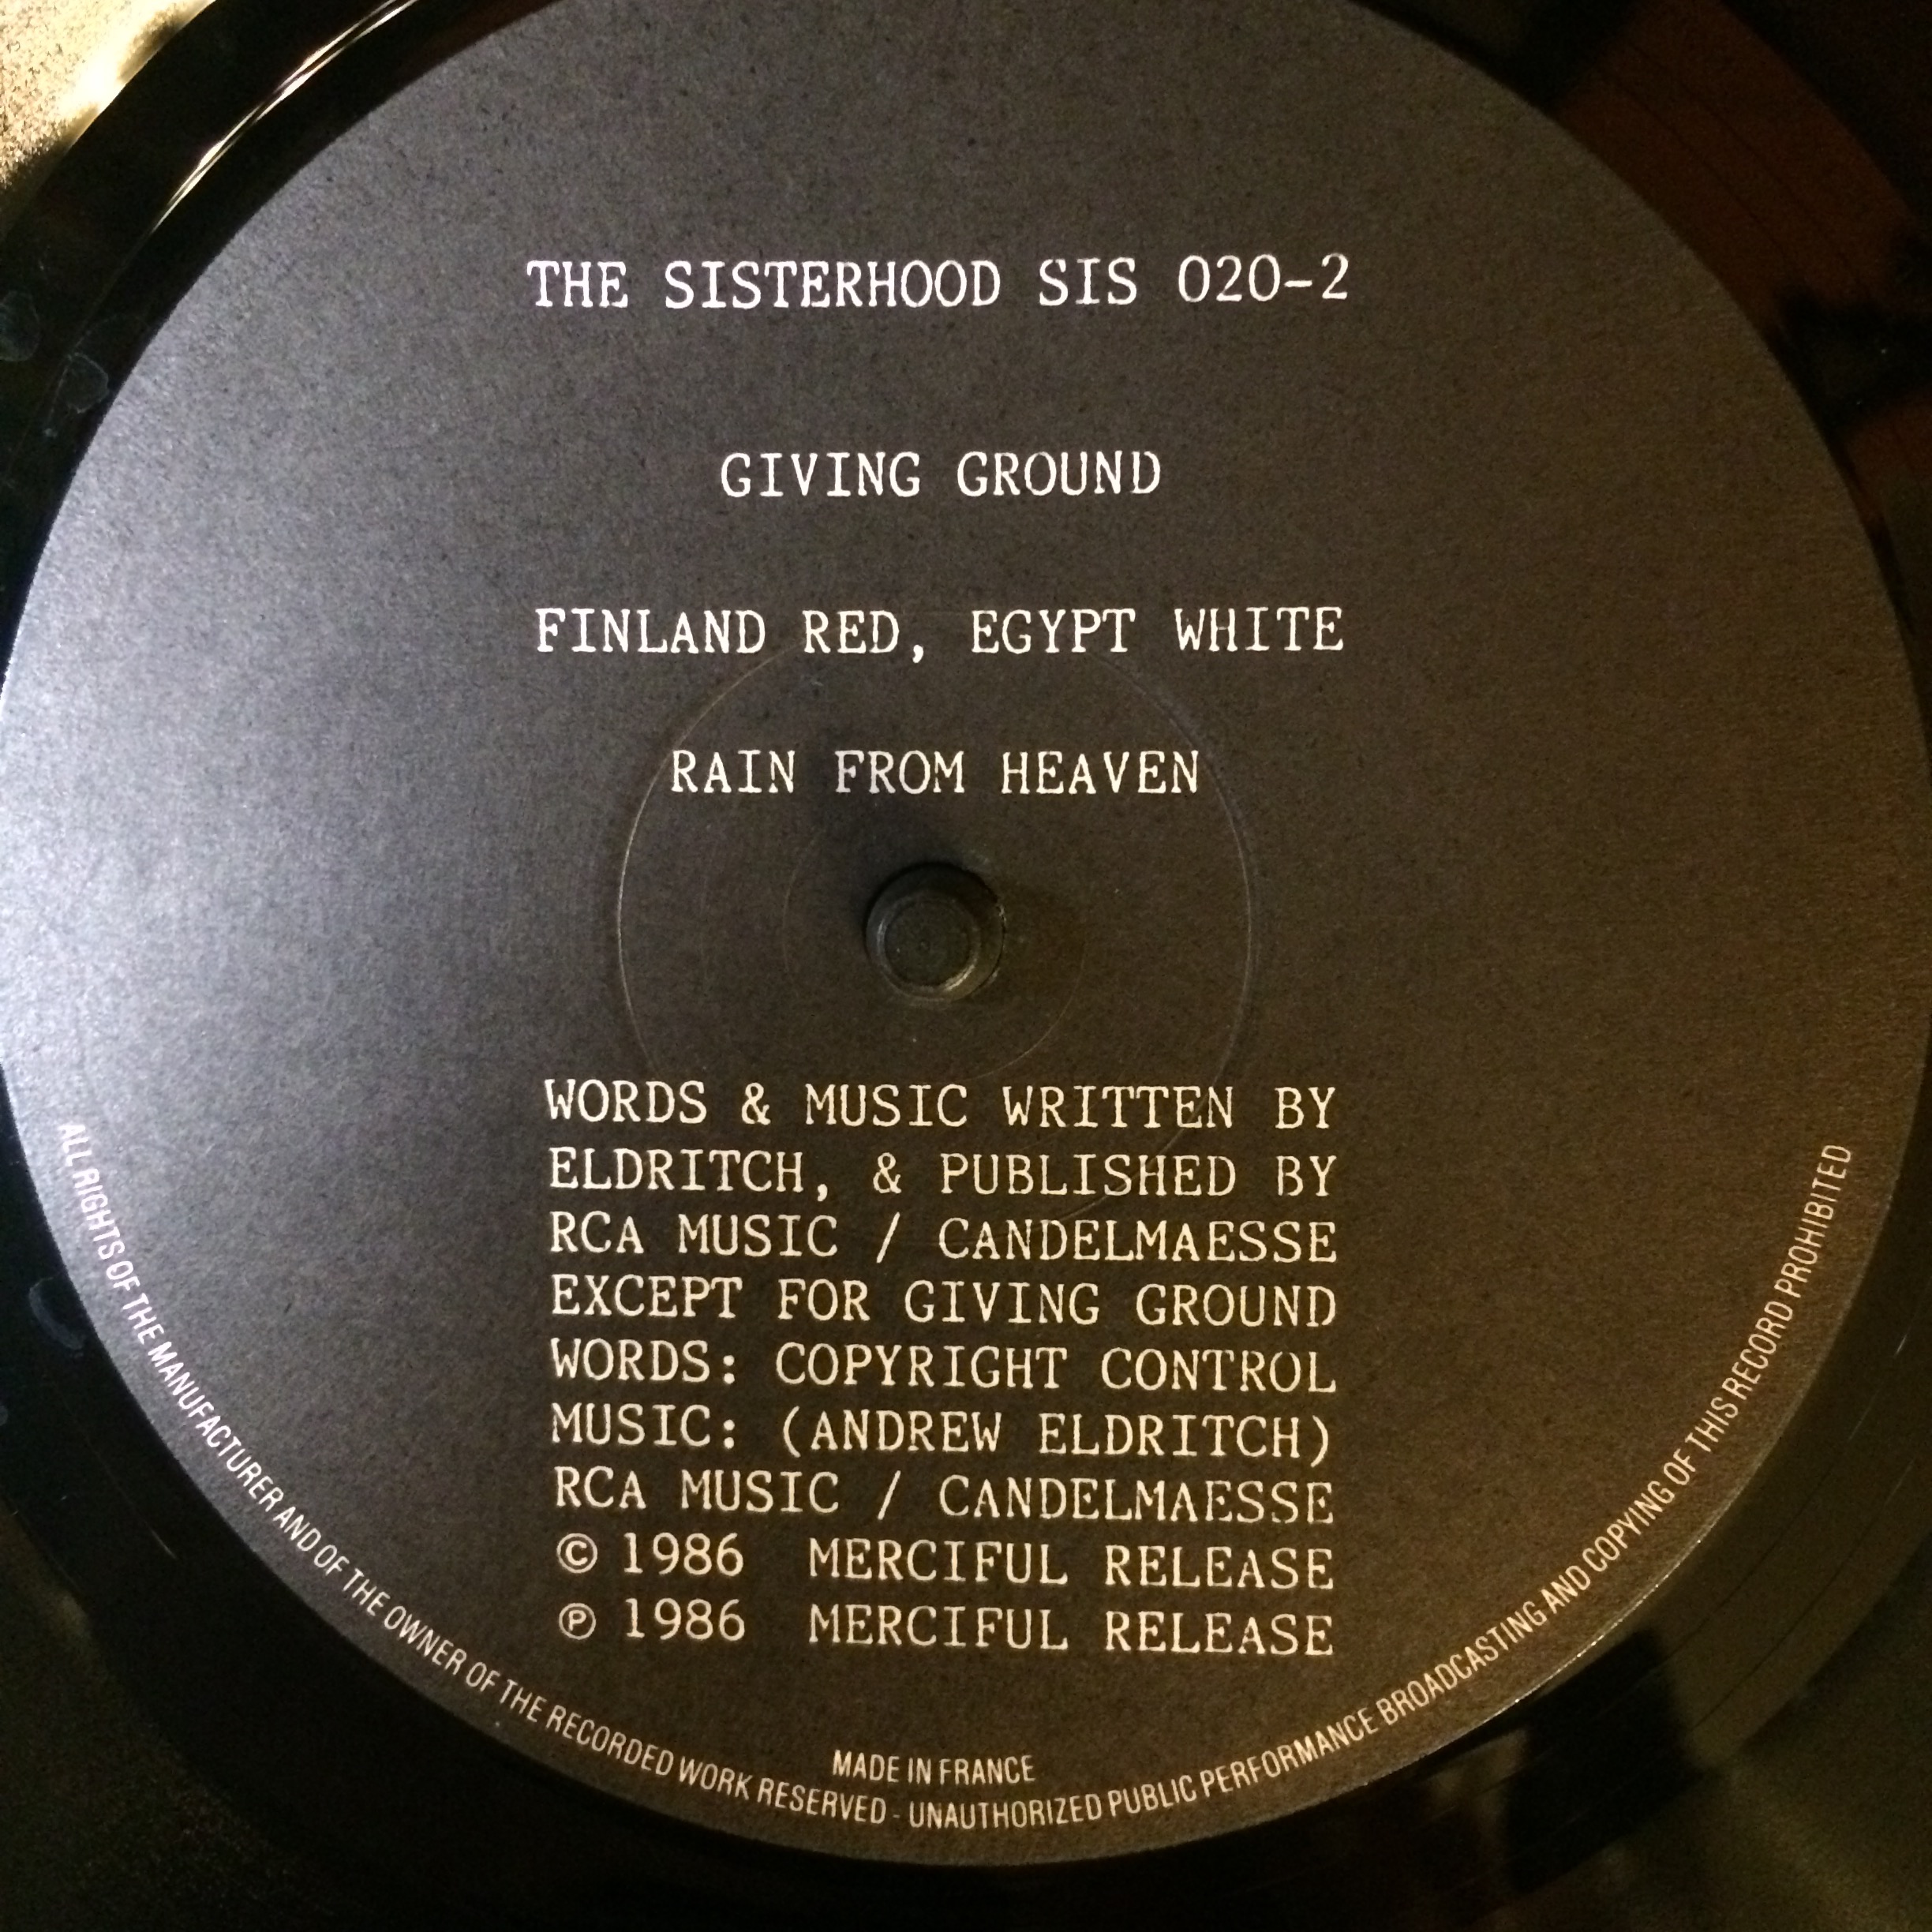 THE SISTERHOOD SIS 020-2
GIVING GROUND
FINLAND RED, EGYPT WHITE
RAIN FROM HEAVEN
WORDS & MUSIC WRITTEN BY
ELDRITCH, & PUBLISHED BY
RCA MUSIC / CANDELMAESSE
EXCEPT FOR GIVING GROUND
WORDS: COPYRIGHT CONTROL
MUSIC: (ANDREW ELDRITCH)
RCA MUSIC / CANDELMAESSE
© 1986 MERCIFUL RELEASE
℗ 1986 MERCIFUL RELEASE
MADE IN FRANCE
ALL RIGHTS OF THE MANUFACTURER AND OF THE OWNER OF THE RECORDED WORK RESERVED - UNAUTHORIZED PUBLIC PERFORMANCE BROADCASTING AND COPYING OF THIS RECORD PROHIBITED